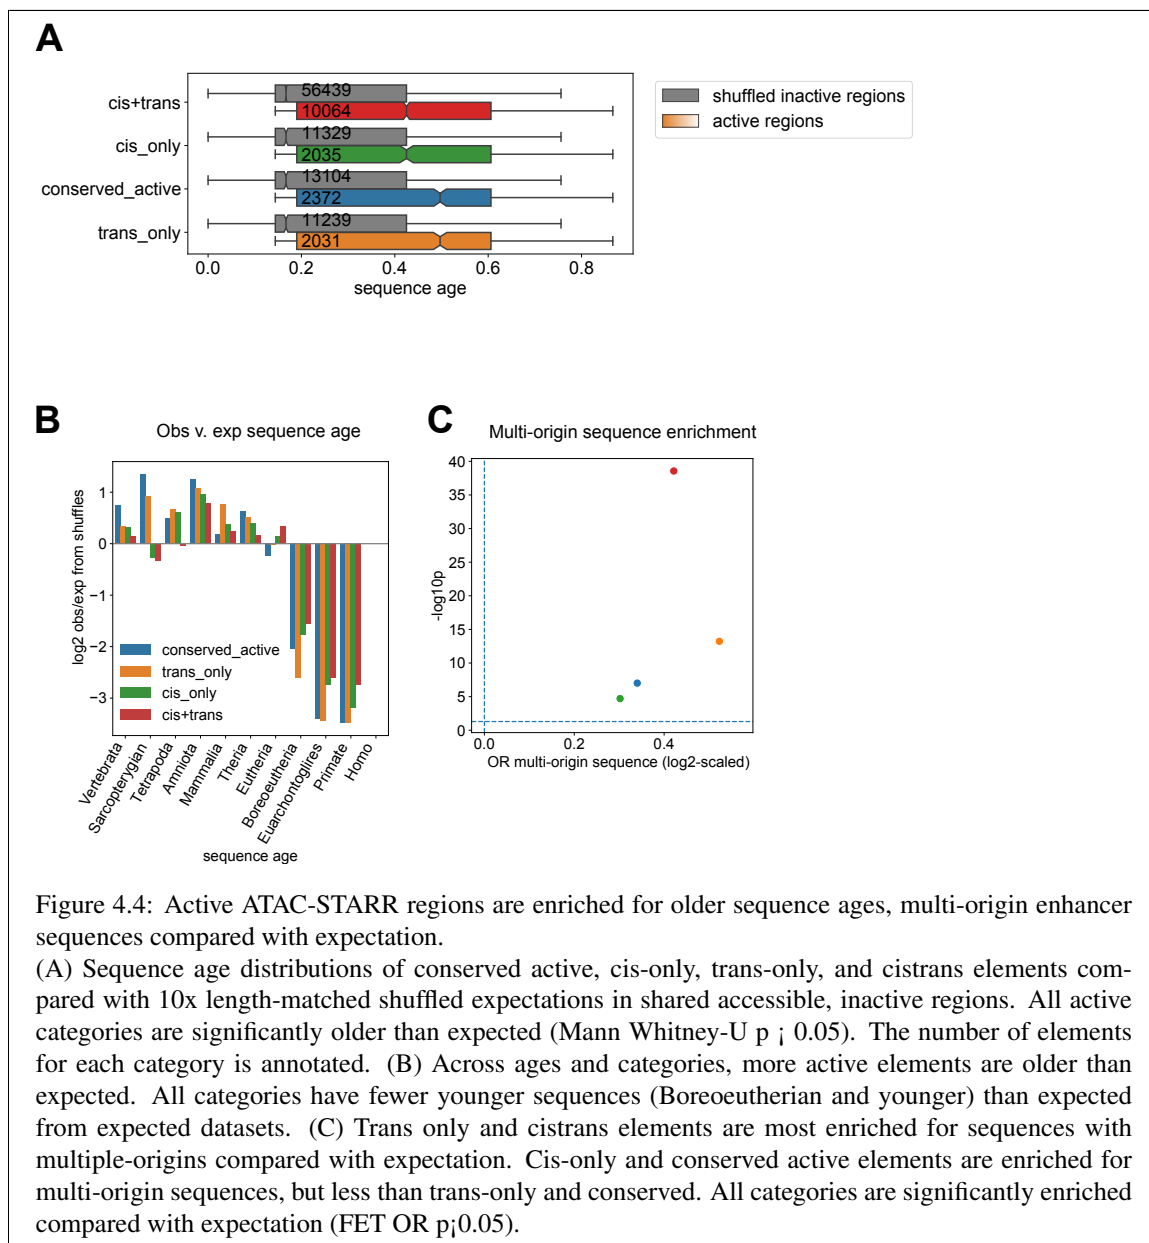 A
cis+trans
cis_only
conserved_active
trans_only
56439
10064
11329
2035
13104
2372
11239
2031
0.0 0.2 0.4 0.6 0.8
sequence age
shuffled inactive regions
active regions
B
Obs v. exp sequence age
log2 obs/exp from shuffles
1
0
−1
−2
−3
conserved_active
trans_only
cis_only
cis+trans
Vertebrata
Sarcopterygian
Tetrapoda
Amniota
Mammalia
Theria
Eutheria
Boreoeutheria
Euarchontoglires
Primate
Homo
sequence age
C
Multi-origin sequence enrichment
-log10p
40
35
30
25
20
15
10
5
0
0.0 0.2 0.4
OR multi-origin sequence (log2-scaled)
Figure 4.4: Active ATAC-STARR regions are enriched for older sequence ages, multi-origin enhancer
sequences compared with expectation.
(A) Sequence age distributions of conserved active, cis-only, trans-only, and cistrans elements com-
pared with 10x length-matched shuffled expectations in shared accessible, inactive regions. All active
categories are significantly older than expected (Mann Whitney-U p ¡ 0.05). The number of elements
for each category is annotated. (B) Across ages and categories, more active elements are older than
expected. All categories have fewer younger sequences (Boreoeutherian and younger) than expected
from expected datasets. (C) Trans only and cistrans elements are most enriched for sequences with
multiple-origins compared with expectation. Cis-only and conserved active elements are enriched for
multi-origin sequences, but less than trans-only and conserved. All categories are significantly enriched
compared with expectation (FET OR p¡0.05).